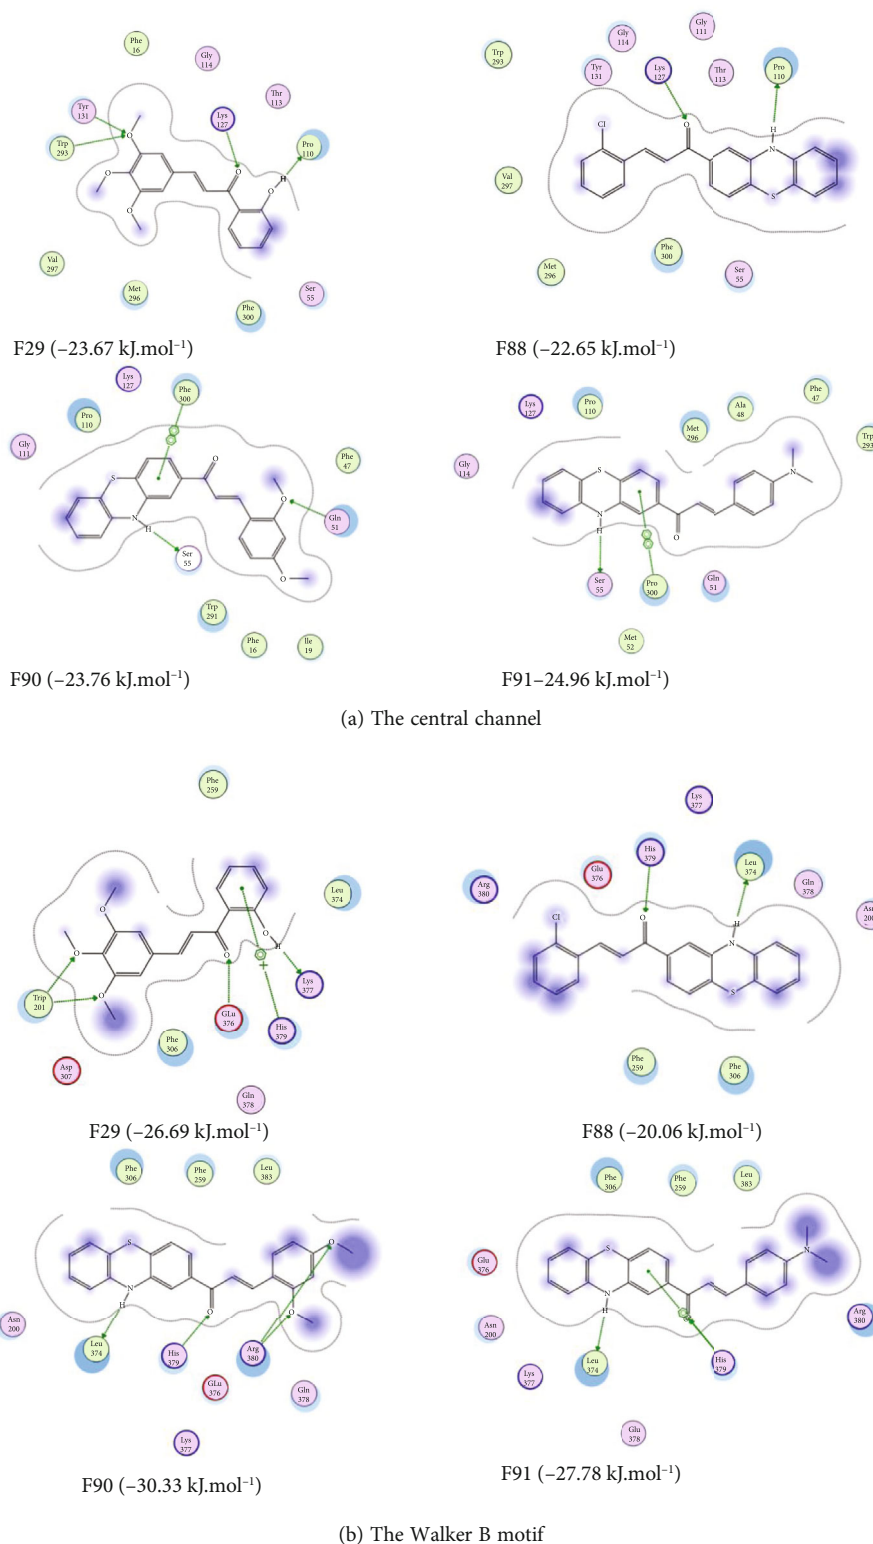 Phe
16
Gly
114
Thr
113
Tyr
131
Lys
127
Trp
293
Pro
110
O
O
H
O
O
O
Val
297
Met
296
Phe
300
Ser
55
F29 (–23.67 kJ.mol⁻¹)
Gly
111
Gly
114
Trp
293
Tyr
131
Lys
127
Thr
113
Pro
110
Cl
O
H
N
S
Val
297
Met
296
Phe
300
Ser
55
F88 (–22.65 kJ.mol⁻¹)
Lys
127
Phe
300
Pro
110
Gly
111
Phe
47
S
O
O
N
H
Gln
51
Ser
55
O
Trp
291
Phe
16
Ile
19
F90 (–23.76 kJ.mol⁻¹)
Lys
127
Pro
110
Ala
48
Phe
47
Met
296
Trp
293
Gly
114
S
N
N
H
O
Ser
55
Pro
300
Gln
51
Met
52
F91–24.96 kJ.mol⁻¹)
(a) The central channel
Phe
259
Leu
374
O
O
O
H
O
O
Trip
201
Lys
377
GLu
376
His
379
Phe
306
Asp
307
Gln
378
F29 (–26.69 kJ.mol⁻¹)
Lys
377
His
379
Leu
374
Glu
376
Arg
380
Gln
378
Asn
200
Cl
O
H
N
S
Phe
259
Phe
306
F88 (–20.06 kJ.mol⁻¹)
Phe
306
Phe
259
Leu
383
S
O
N
H
O
O
Asn
200
Leu
374
His
379
Arg
380
GLu
376
Gln
378
Lys
377
F90 (–30.33 kJ.mol⁻¹)
Phe
306
Phe
259
Leu
383
Glu
376
S
N
N
H
Asn
200
Arg
380
Leu
374
His
379
Lys
377
Glu
378
F91 (–27.78 kJ.mol⁻¹)
(b) The Walker B motif